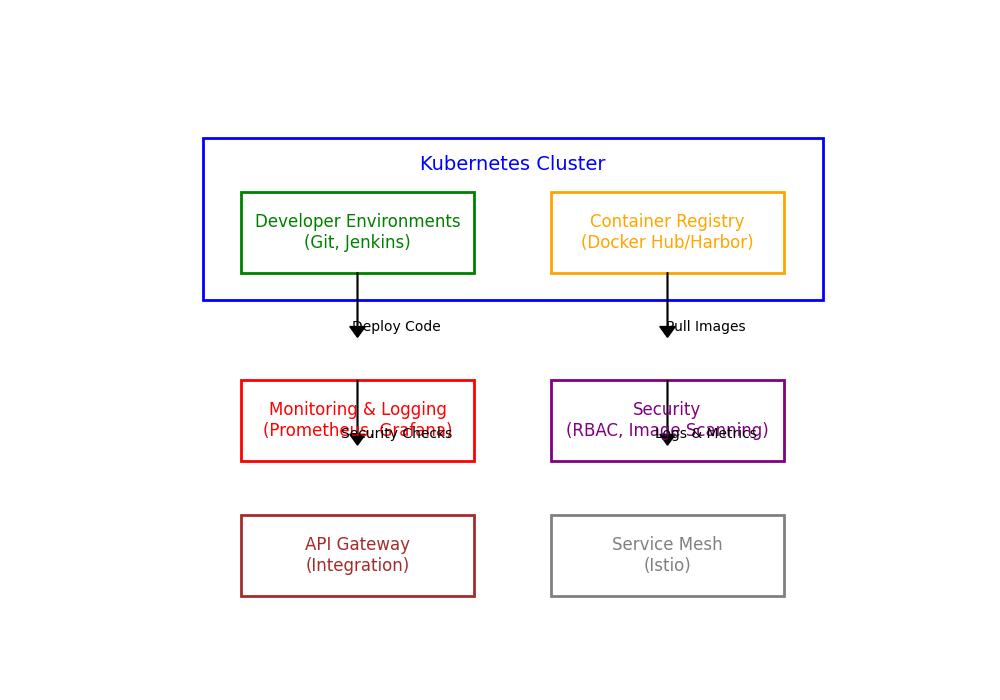 Kubernetes Cluster
Developer Environments
(Git, Jenkins)
Container Registry
(Docker Hub/Harbor)
Deploy Code
Pull Images
Monitoring & Logging
(Prometheus, Grafana)
Security Checks
Security
(RBAC, Image Scanning)
Logs & Metrics
API Gateway
(Integration)
Service Mesh
(Istio)